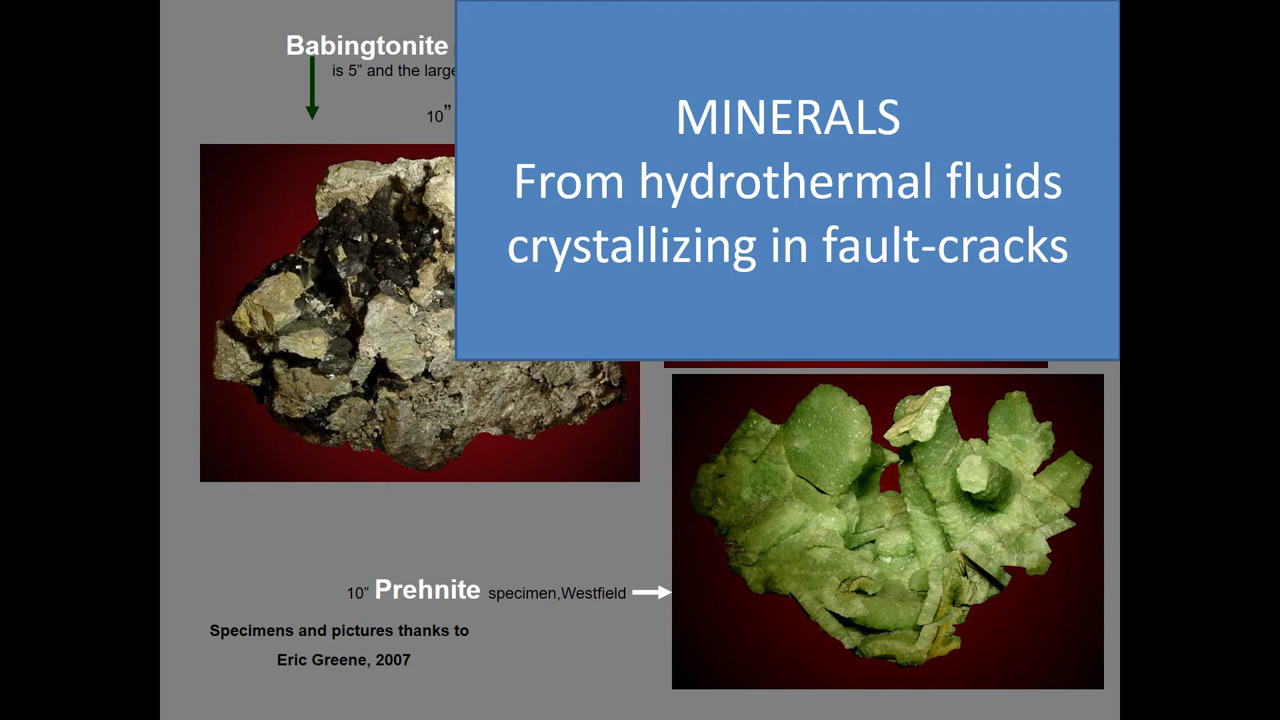 Babingtonite
is 5” and the large
10”
MINERALS
From hydrothermal fluids
crystallizing in fault-cracks
10” Prehnite specimen,Westfield
Specimens and pictures thanks to
Eric Greene, 2007